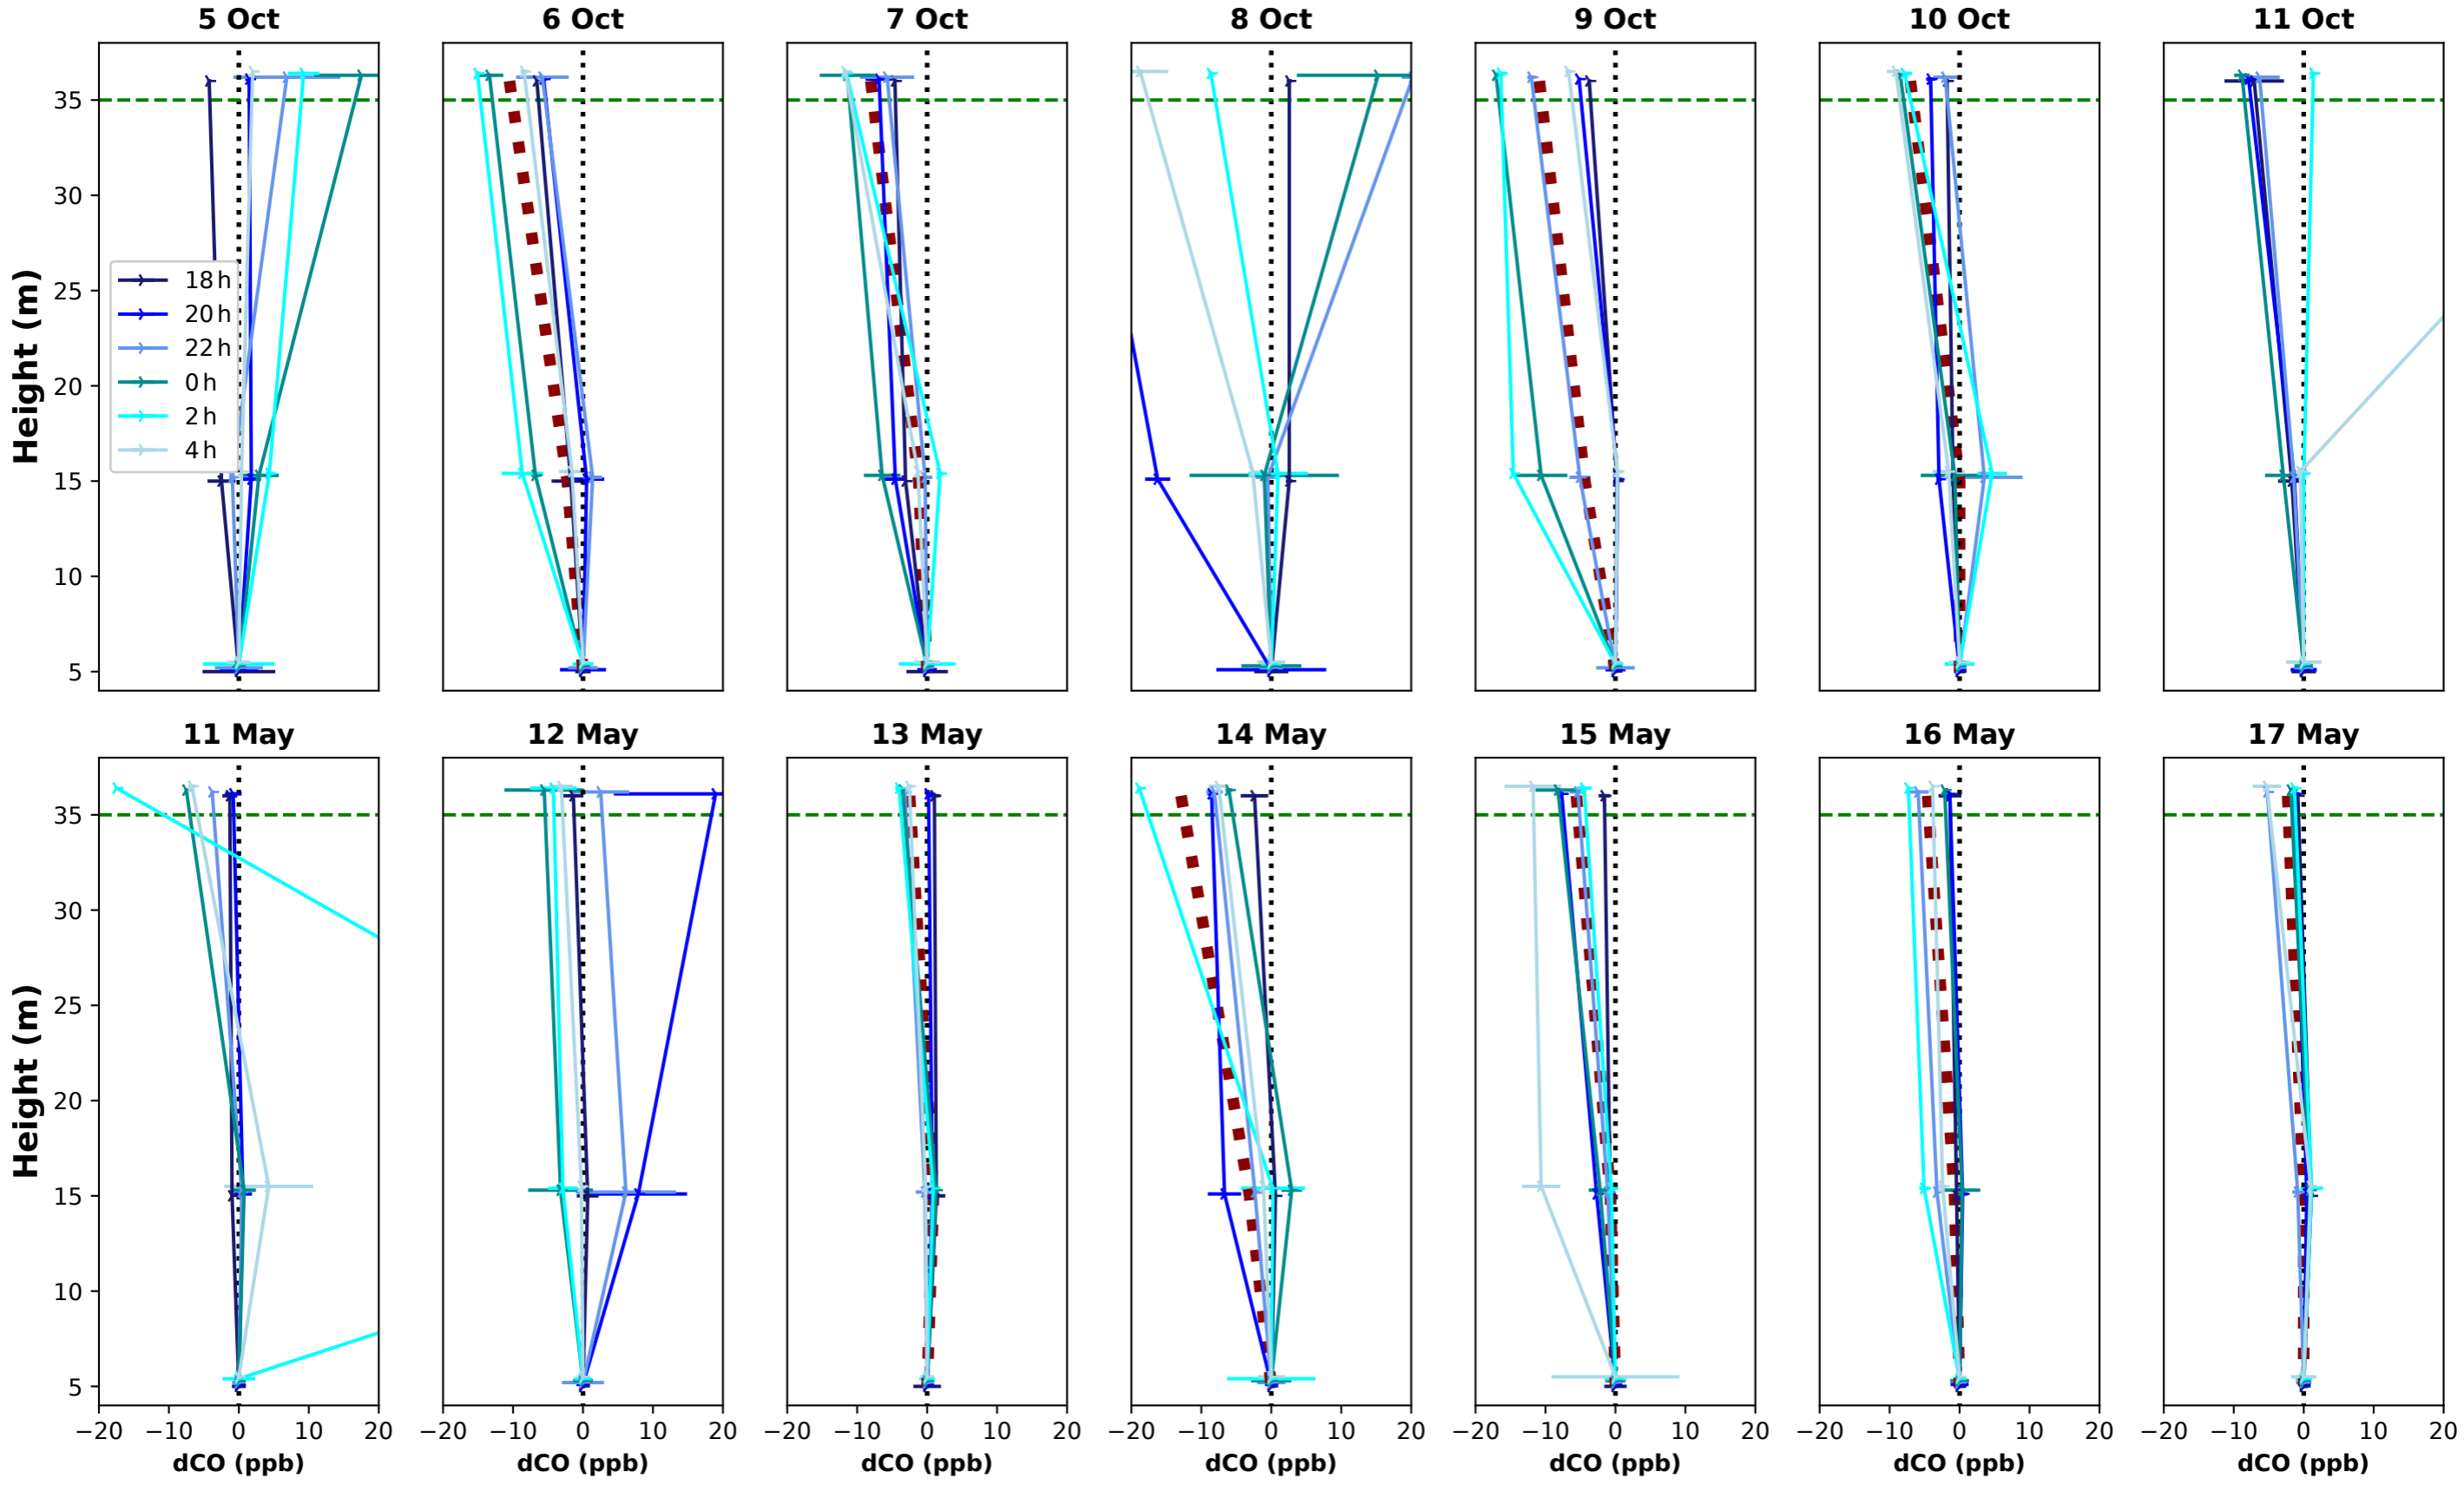 5 Oct 6 Oct 7 Oct 8 Oct 9 Oct 10 Oct 11 Oct
Height (m)
35
30
25
20
15
10
5
18 h
20 h
22 h
0 h
2 h
4 h
11 May 12 May 13 May 14 May 15 May 16 May 17 May
Height (m)
35
30
25
20
15
10
5
−20 −10 0 10 20 −20 −10 0 10 20 −20 −10 0 10 20 −20 −10 0 10 20 −20 −10 0 10 20 −20 −10 0 10 20 −20 −10 0 10 20
dCO (ppb) dCO (ppb) dCO (ppb) dCO (ppb) dCO (ppb) dCO (ppb) dCO (ppb)